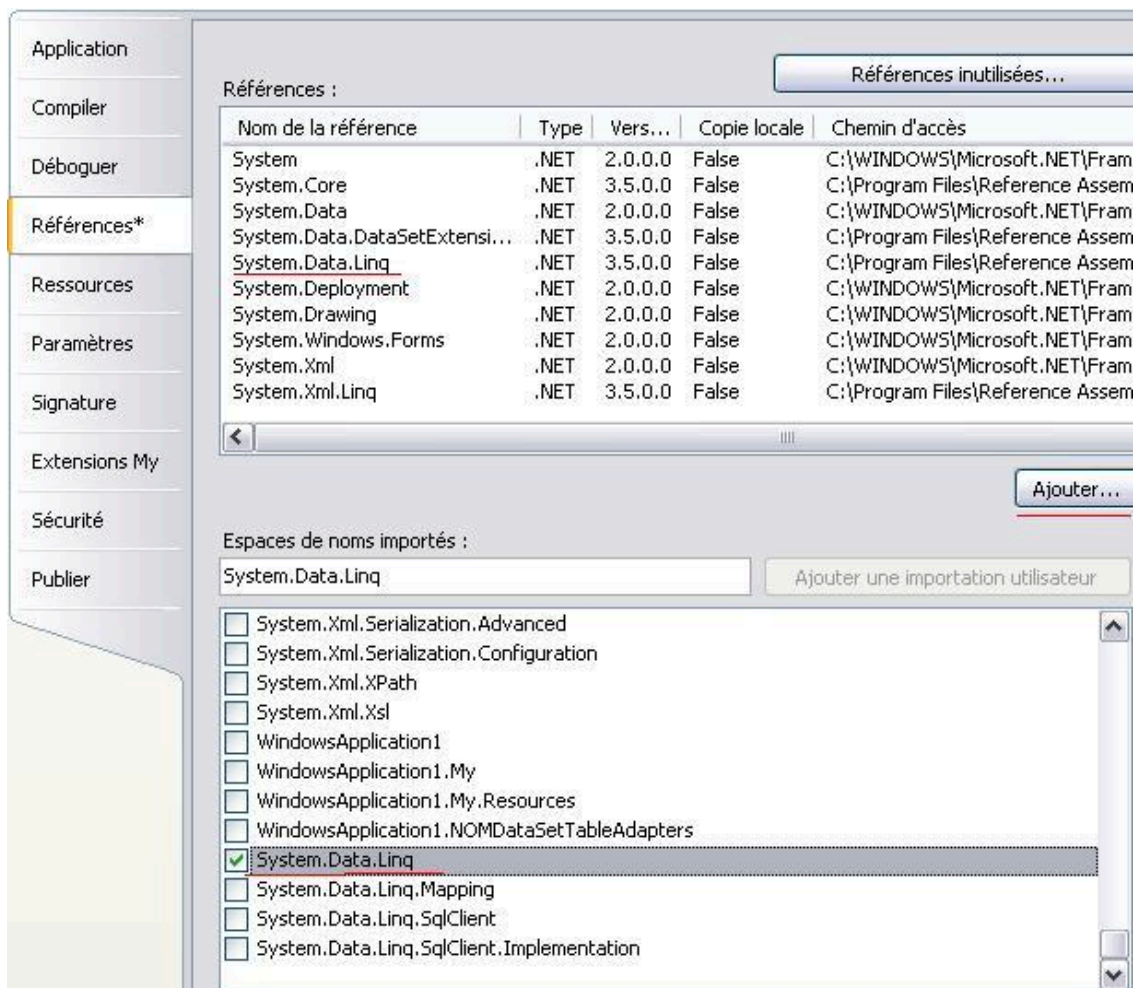 Application
Compiler
Déboguer
Références*
Ressources
Paramètres
Signature
Extensions My
Sécurité
Publier
Références inutilisées...
Références :
Nom de la référence Type Vers... Copie locale Chemin d'accès
System .NET 2.0.0.0 False C:\WINDOWS\Microsoft.NET\Fram
System.Core .NET 3.5.0.0 False C:\Program Files\Reference Assem
System.Data .NET 2.0.0.0 False C:\WINDOWS\Microsoft.NET\Fram
System.Data.DataSetExtensi... .NET 3.5.0.0 False C:\Program Files\Reference Assem
System.Data.Linq .NET 3.5.0.0 False C:\Program Files\Reference Assem
System.Deployment .NET 2.0.0.0 False C:\WINDOWS\Microsoft.NET\Fram
System.Drawing .NET 2.0.0.0 False C:\WINDOWS\Microsoft.NET\Fram
System.Windows.Forms .NET 2.0.0.0 False C:\WINDOWS\Microsoft.NET\Fram
System.Xml .NET 2.0.0.0 False C:\WINDOWS\Microsoft.NET\Fram
System.Xml.Linq .NET 3.5.0.0 False C:\Program Files\Reference Assem
Ajouter...
Espaces de noms importés :
System.Data.Linq Ajouter une importation utilisateur
System.Xml.Serialization.Advanced
System.Xml.Serialization.Configuration
System.Xml.XPath
System.Xml.Xsl
WindowsApplication1
WindowsApplication1.My
WindowsApplication1.My.Resources
WindowsApplication1.NOMDataSetTableAdapters
System.Data.Linq
System.Data.Linq.Mapping
System.Data.Linq.SqlClient
System.Data.Linq.SqlClient.Implementation